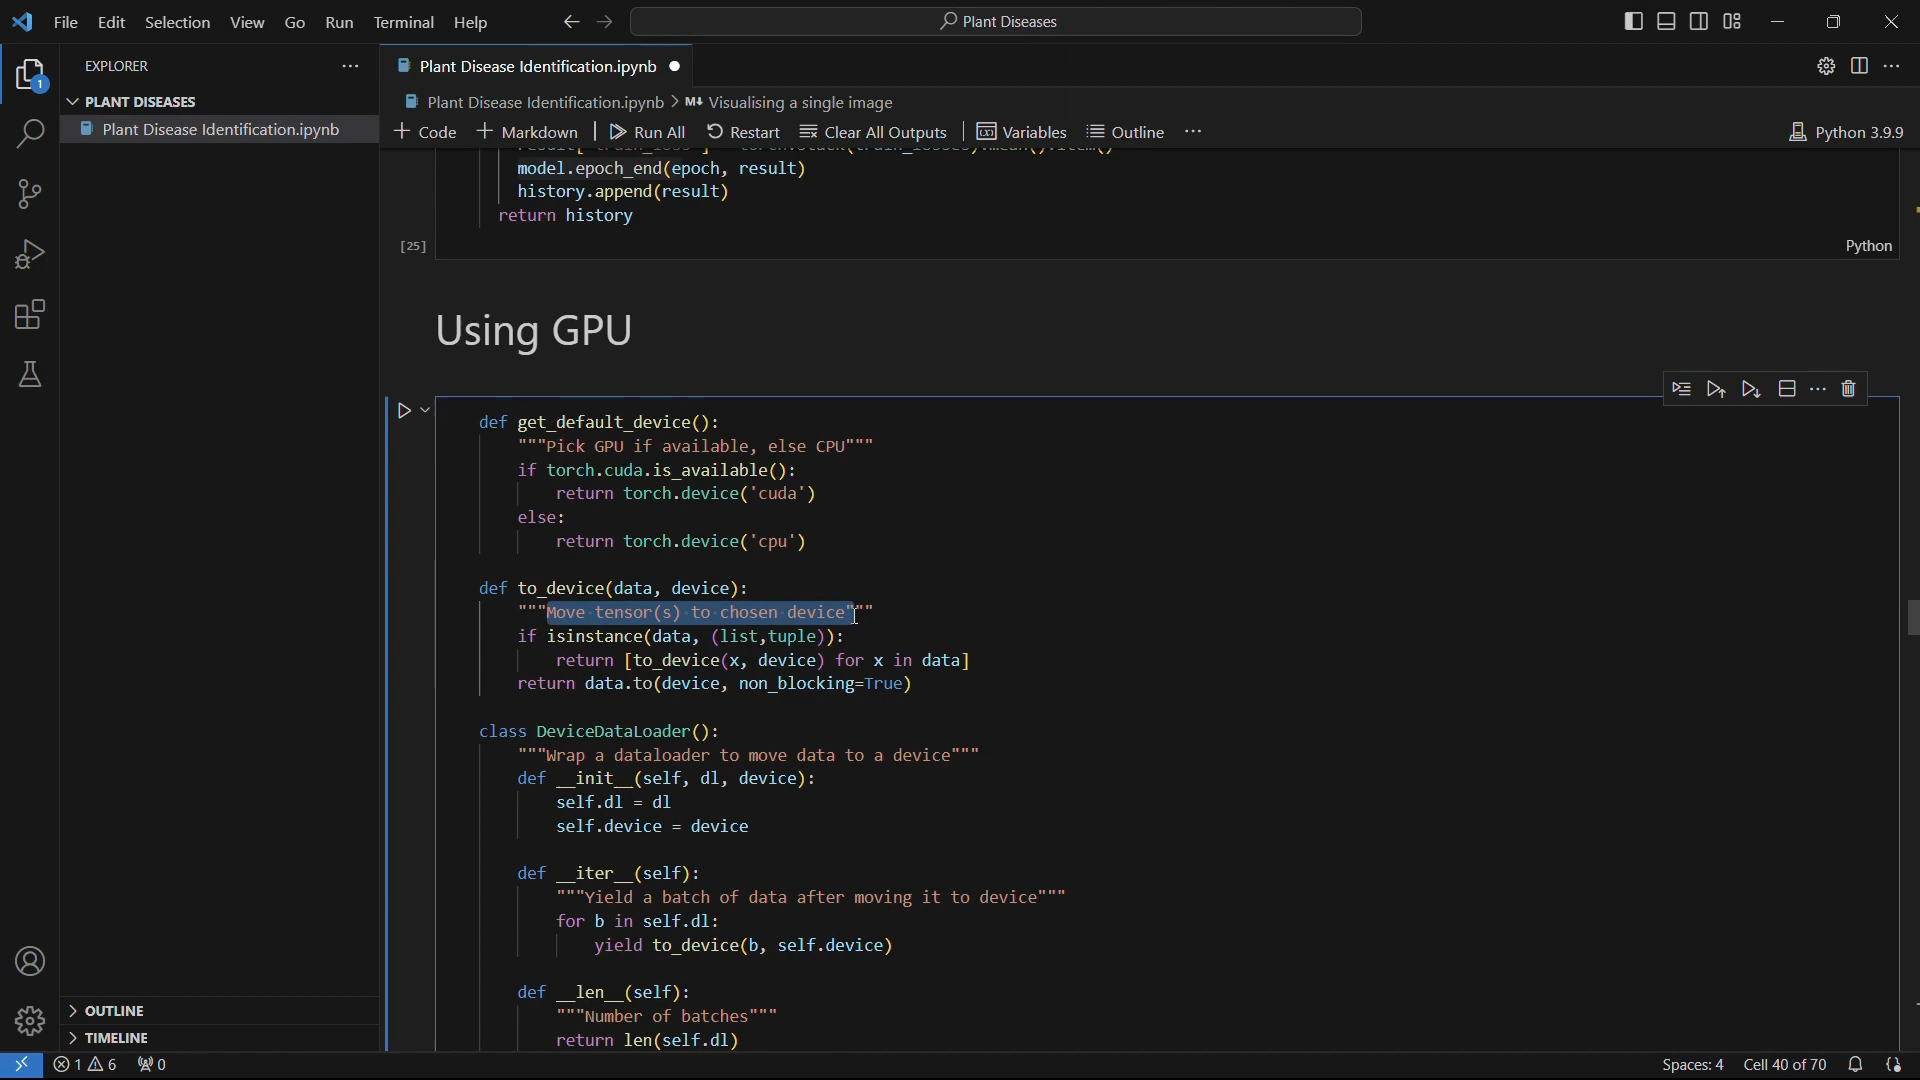 File Edit Selection View Go Run Terminal Help
Plant Diseases
EXPLORER
1
PLANT DISEASES
Plant Disease Identification.ipynb
Plant Disease Identification.ipynb
Plant Disease Identification.ipynb > M↓ Visualising a single image
Code Markdown Run All Restart Clear All Outputs Variables Outline
Python 3.9.9
model.epoch_end(epoch, result)
history.append(result)
return history
[25]
Python
Using GPU
def get_default_device():
"""Pick GPU if available, else CPU"""
if torch.cuda.is_available():
return torch.device('cuda')
else:
return torch.device('cpu')
def to_device(data, device):
"""Move tensor(s) to chosen device"""
if isinstance(data, (list,tuple)):
return [to_device(x, device) for x in data]
return data.to(device, non_blocking=True)
class DeviceDataLoader():
"""Wrap a dataloader to move data to a device"""
def __init__(self, dl, device):
self.dl = dl
self.device = device
def __iter__(self):
"""Yield a batch of data after moving it to device"""
for b in self.dl:
yield to_device(b, self.device)
def __len__(self):
"""Number of batches"""
return len(self.dl)
OUTLINE
TIMELINE
1 6 0
Spaces: 4 Cell 40 of 70